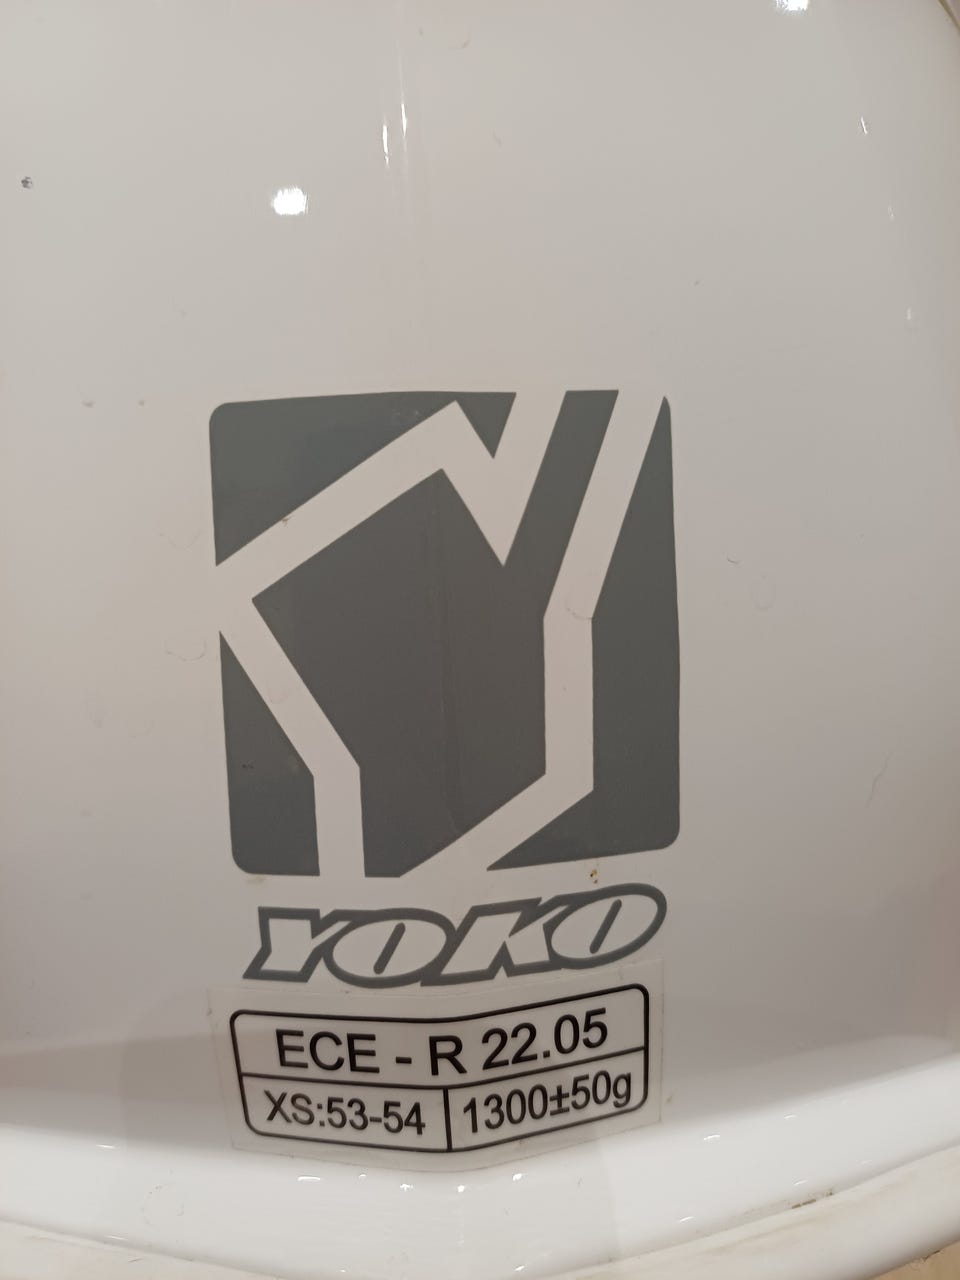 YOKO
ECE - R 22.05
XS:53-54 1300±50g